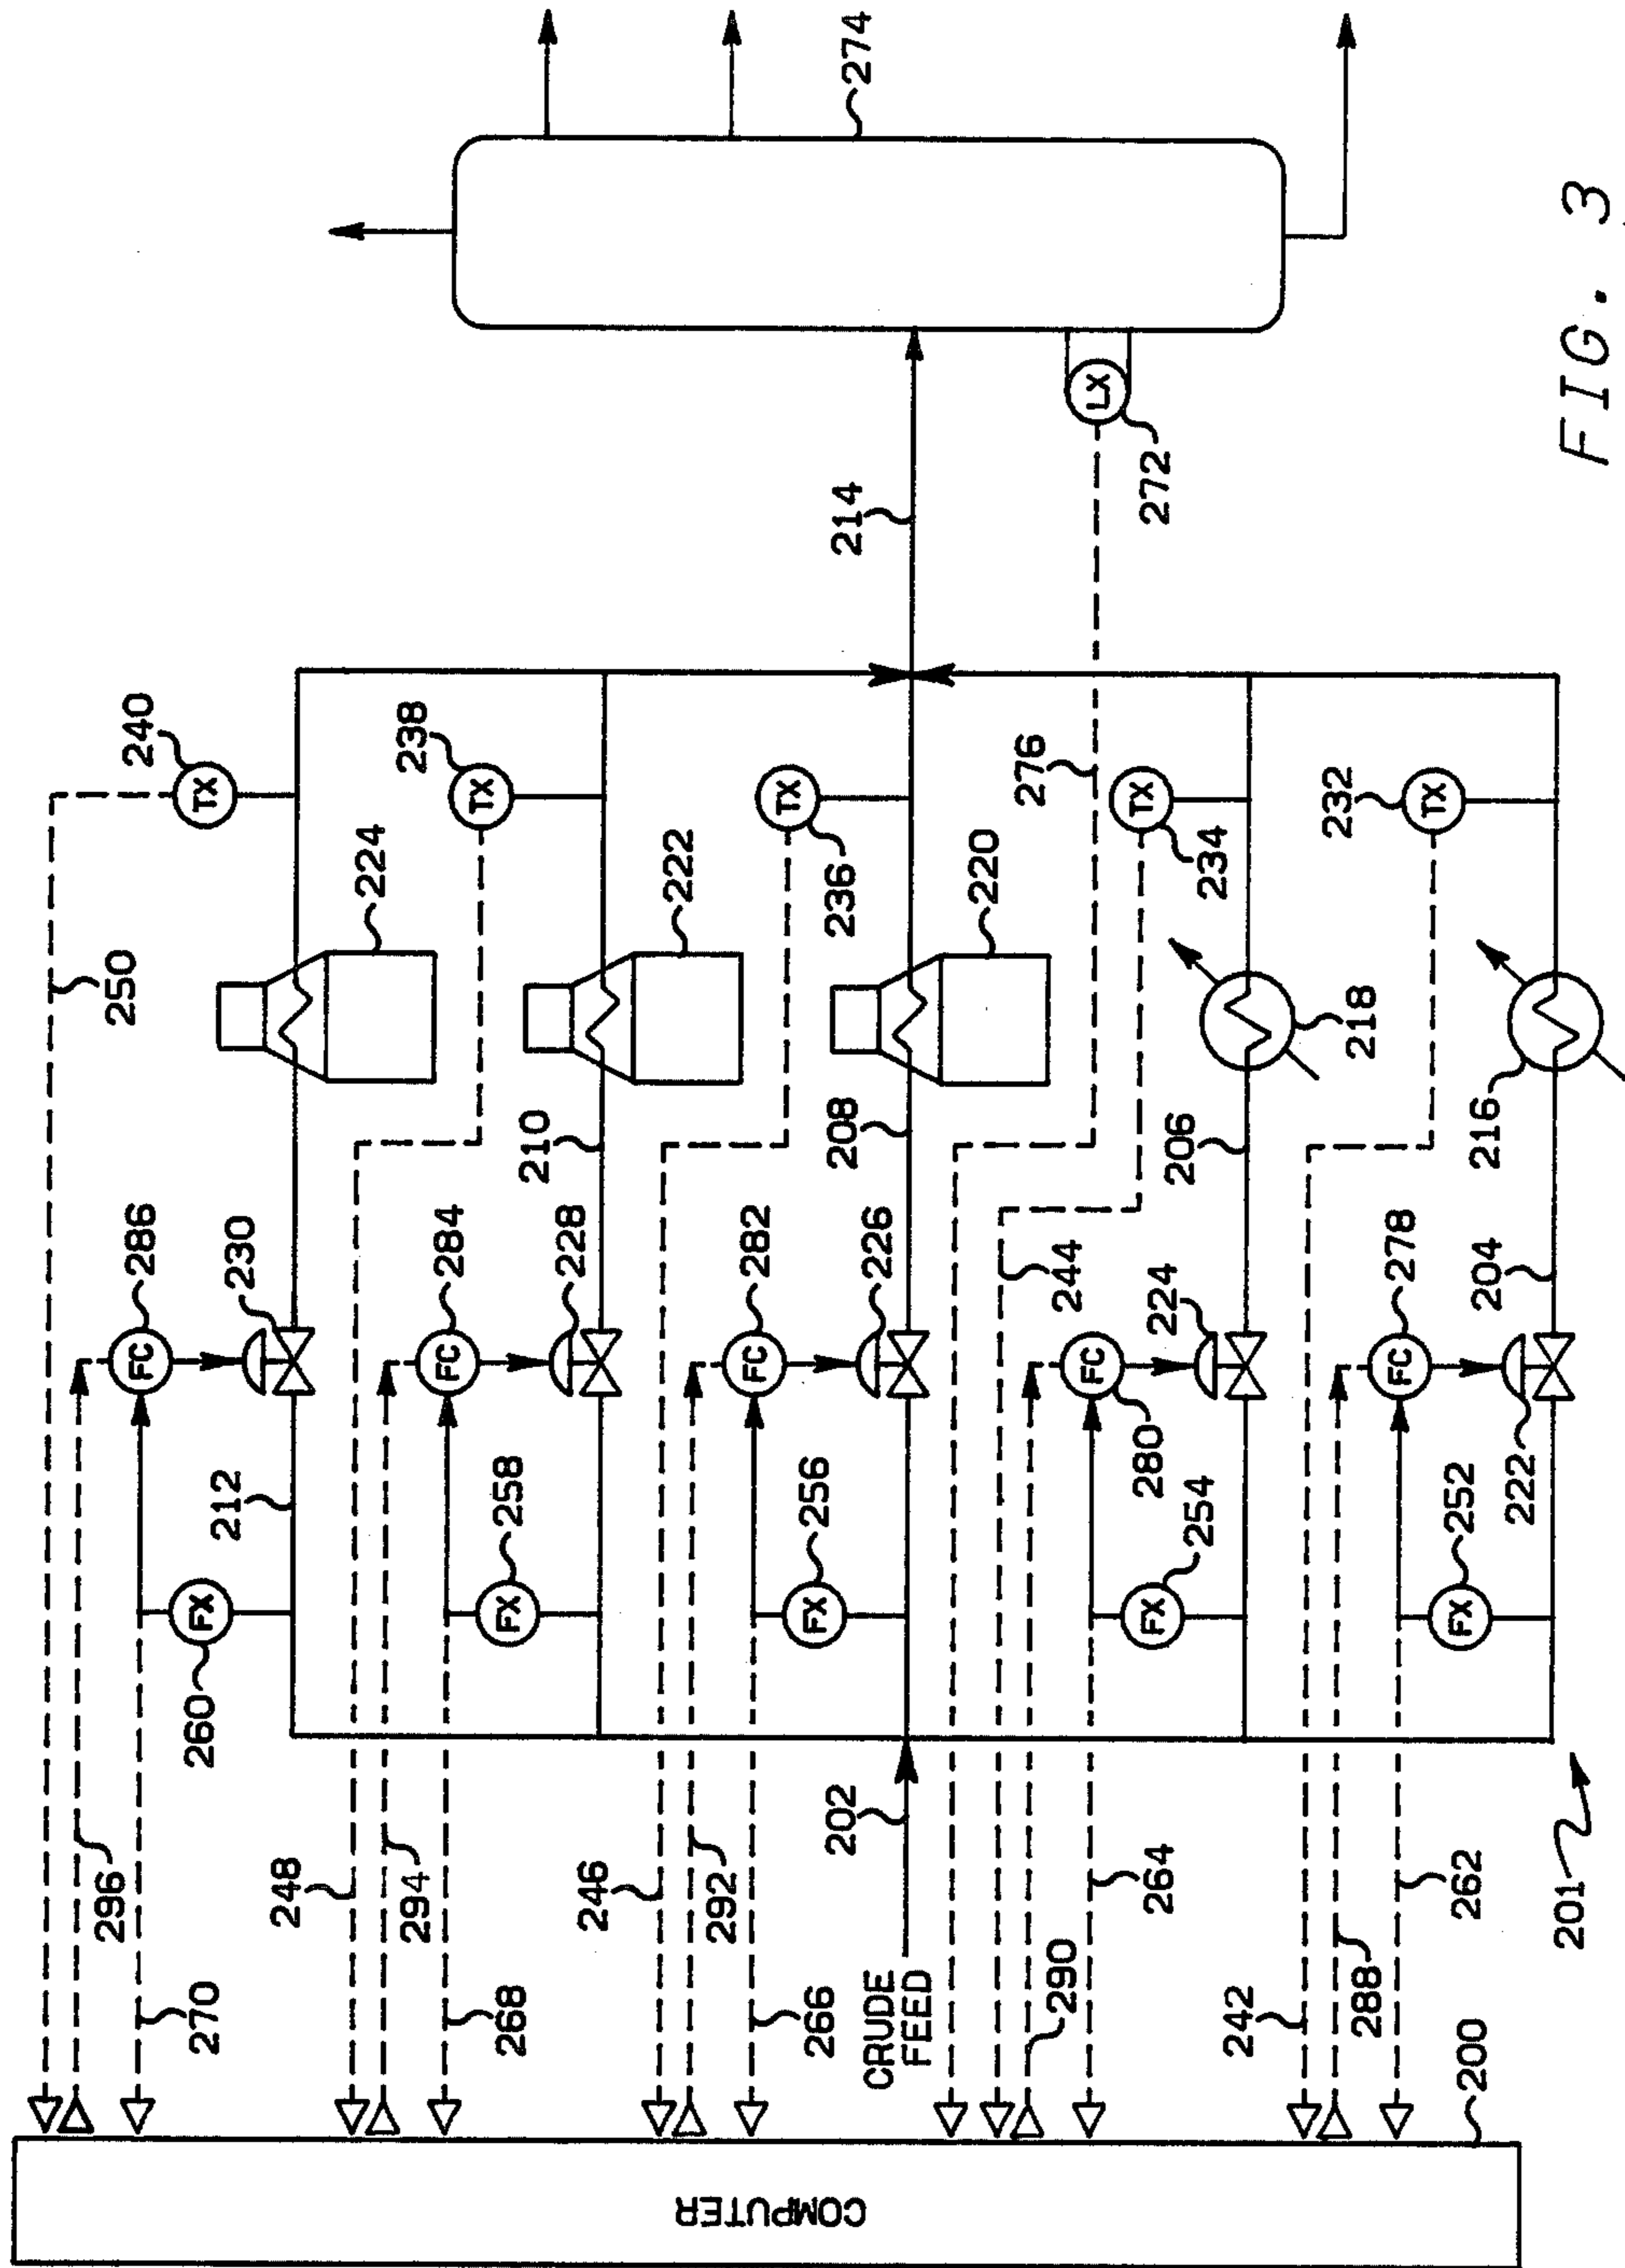 250
240
TX
224
286
FC
230
212
260
FX
296
270
238
TX
222
210
284
FC
228
258
FX
248
294
268
TX
236
220
208
282
FC
226
256
FX
246
292
266
202
CRUDE
FEED
214
274
LX
272
276
TX
234
218
206
244
224
FC
280
254
FX
290
264
232
TX
216
204
278
FC
222
252
FX
242
288
262
201
200
COMPUTER
FIG. 3